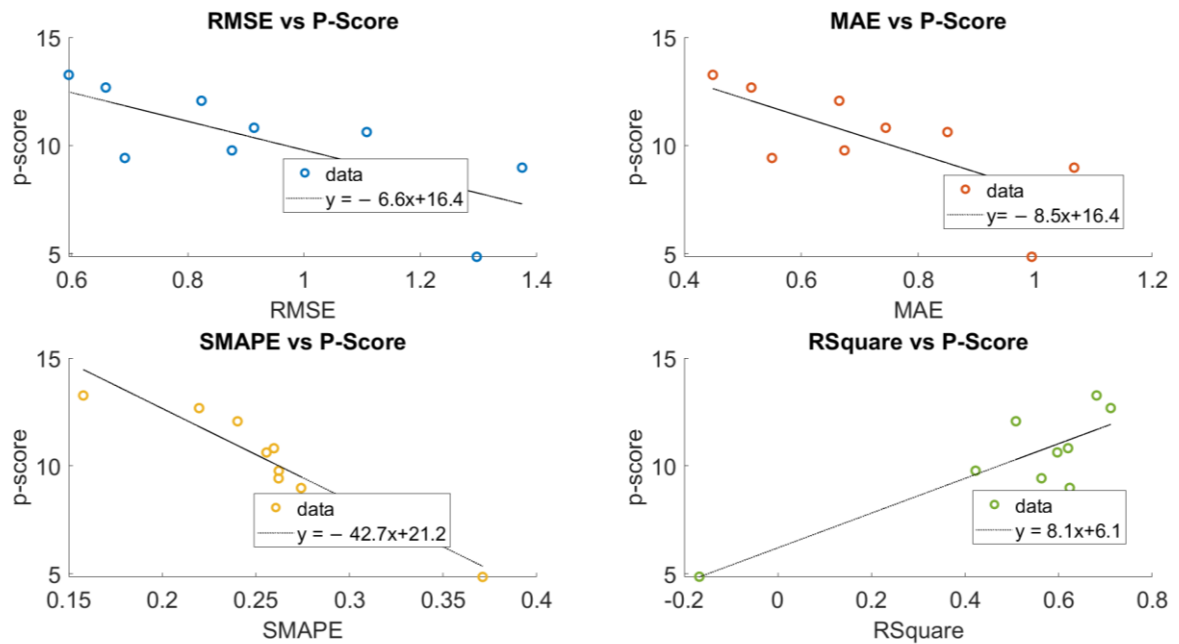 RMSE vs P-Score
15
10
5
p-score
0.6 0.8 1 1.2 1.4
RMSE
data
y = − 6.6x+16.4
MAE vs P-Score
15
10
5
p-score
0.4 0.6 0.8 1 1.2
MAE
data
y= − 8.5x+16.4
SMAPE vs P-Score
15
10
5
p-score
0.15 0.2 0.25 0.3 0.35 0.4
SMAPE
data
y = − 42.7x+21.2
RSquare vs P-Score
15
10
5
p-score
-0.2 0 0.2 0.4 0.6 0.8
RSquare
data
y = 8.1x+6.1